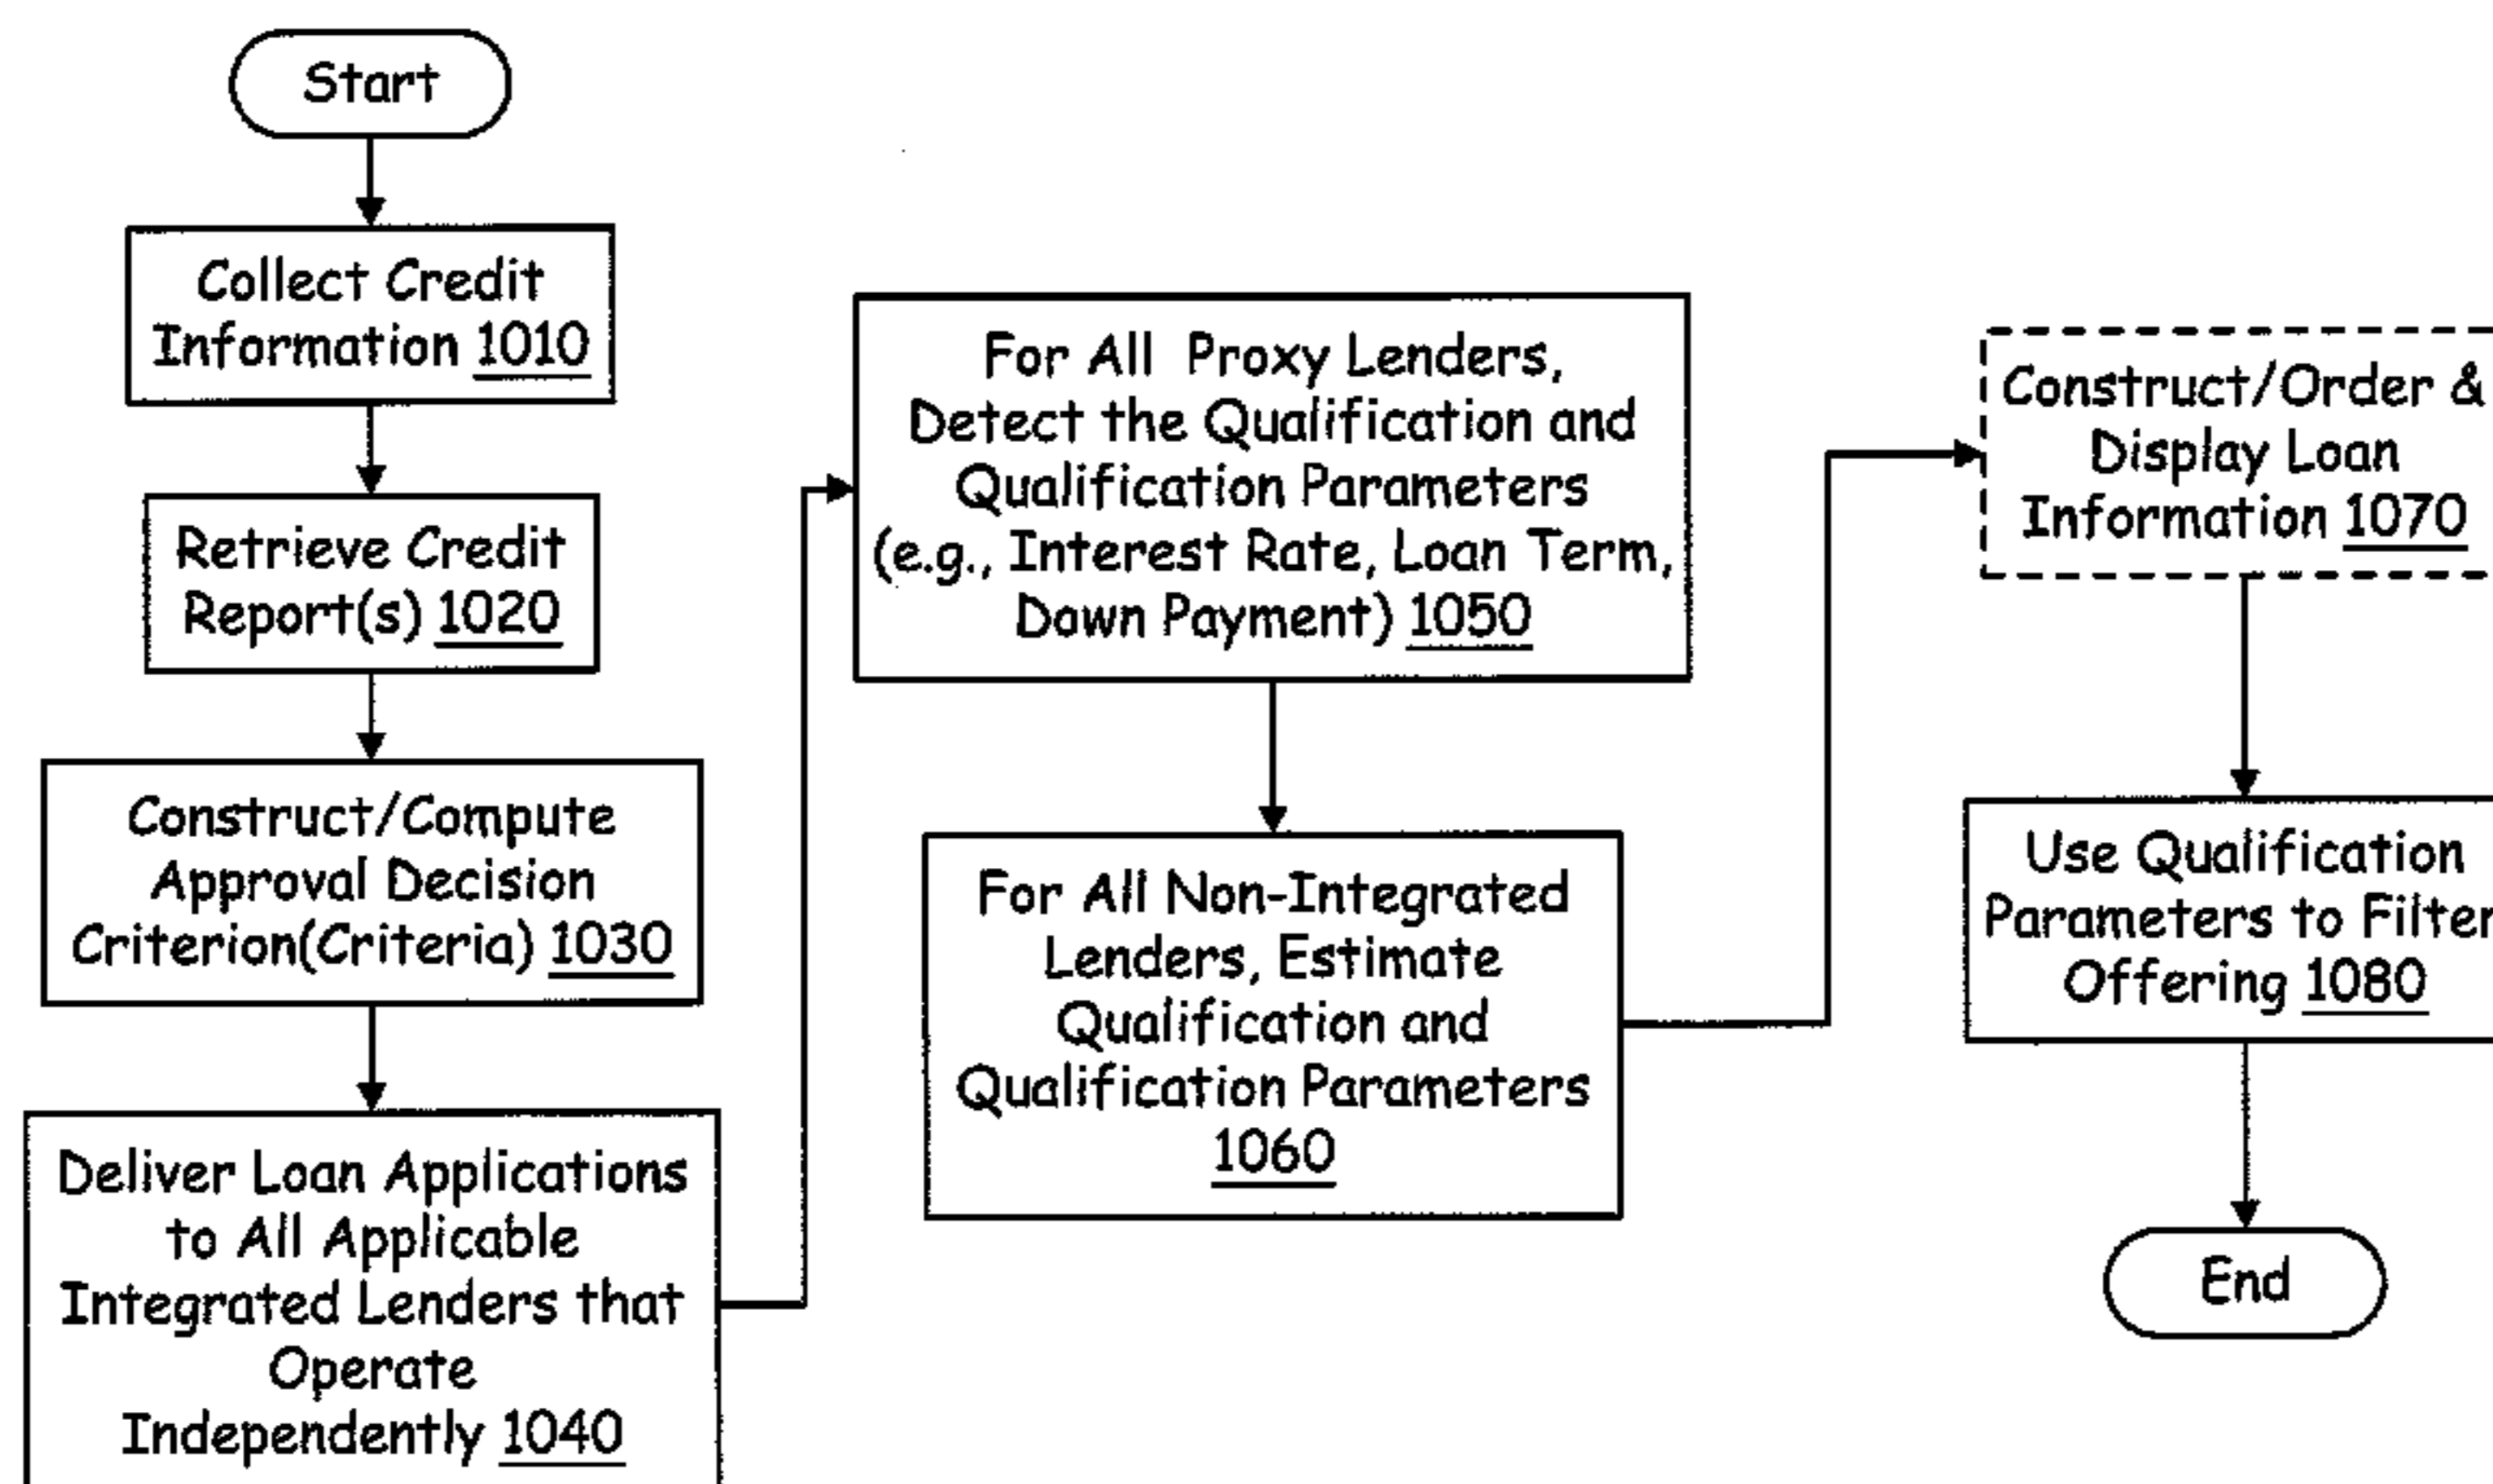 Start
Collect Credit
Information 1010
Retrieve Credit
Report(s) 1020
Construct/Compute
Approval Decision
Criterion(Criteria) 1030
Deliver Loan Applications
to All Applicable
Integrated Lenders that
Operate
Independently 1040
For All Proxy Lenders,
Detect the Qualification and
Qualification Parameters
(e.g., Interest Rate, Loan Term,
Down Payment) 1050
For All Non-Integrated
Lenders, Estimate
Qualification and
Qualification Parameters
1060
Construct/Order &
Display Loan
Information 1070
Use Qualification
Parameters to Filter
Offering 1080
End